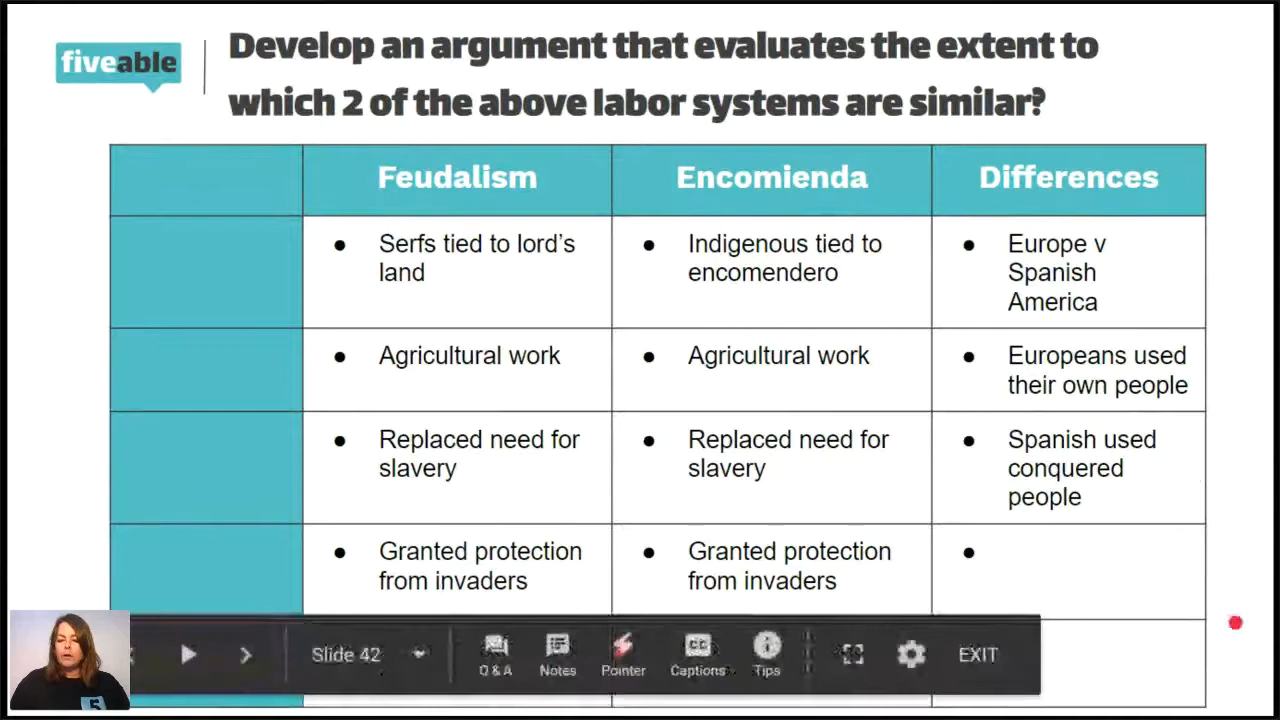 fiveable
Develop an argument that evaluates the extent to
which 2 of the above labor systems are similar?
Feudalism
Encomienda
Differences
● Serfs tied to lord's
land
● Indigenous tied to
encomendero
● Europe v
Spanish
America
● Agricultural work
● Agricultural work
● Europeans used
their own people
● Replaced need for
slavery
● Replaced need for
slavery
● Spanish used
conquered
people
● Granted protection
from invaders
● Granted protection
from invaders
●
Slide 42
Q & A
Notes
Pointer
CC
Captions
Tips
EXIT
5